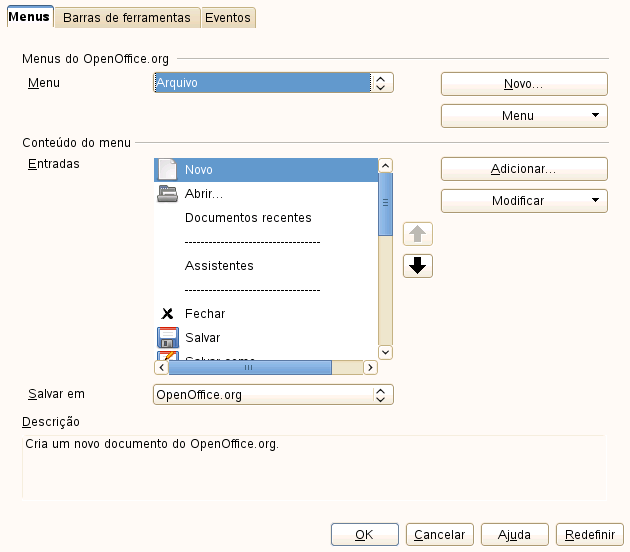 Menus Barras de ferramentas Eventos
Menus do OpenOffice.org
Menu Arquivo Novo...
Menu
Conteúdo do menu
Entradas Novo Adicionar...
Abrir... Modificar
Documentos recentes
----------------------------------
Assistentes
----------------------------------
Fechar
Salvar
Salvar como
Salvar em OpenOffice.org
Descrição
Cria um novo documento do OpenOffice.org.
OK Cancelar Ajuda Redefinir